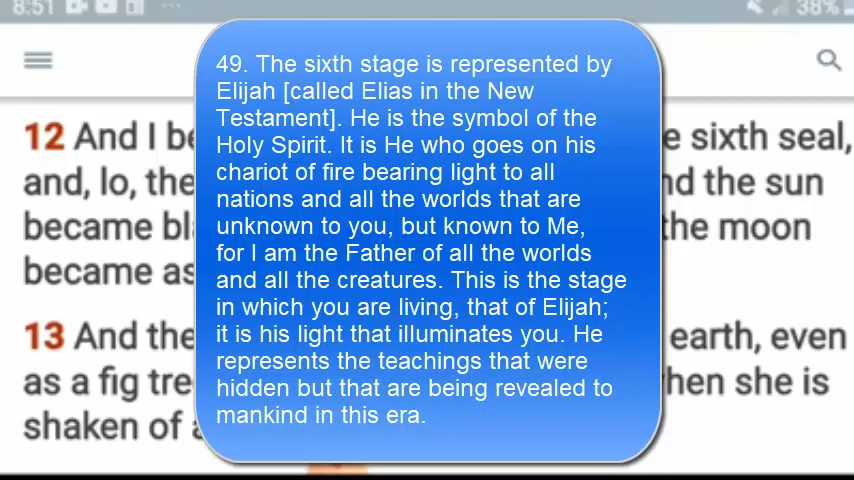 8:51
38%
49. The sixth stage is represented by
Elijah [called Elias in the New
Testament]. He is the symbol of the
Holy Spirit. It is He who goes on his
chariot of fire bearing light to all
nations and all the worlds that are
unknown to you, but known to Me,
for I am the Father of all the worlds
and all the creatures. This is the stage
in which you are living, that of Elijah;
it is his light that illuminates you. He
represents the teachings that were
hidden but that are being revealed to
mankind in this era.
12 And I be sixth seal,
and, lo, the the sun
became the moon
became as
13 And the earth, even
as a fig she is
shaken of